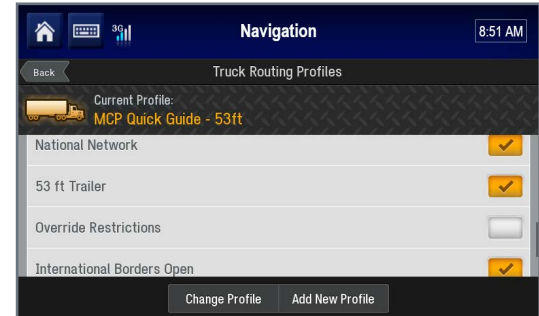 3G
Navigation
8:51 AM
Back
Truck Routing Profiles
Current Profile:
MCP Quick Guide - 53ft
National Network
53 ft Trailer
Override Restrictions
International Borders Open
Change Profile
Add New Profile